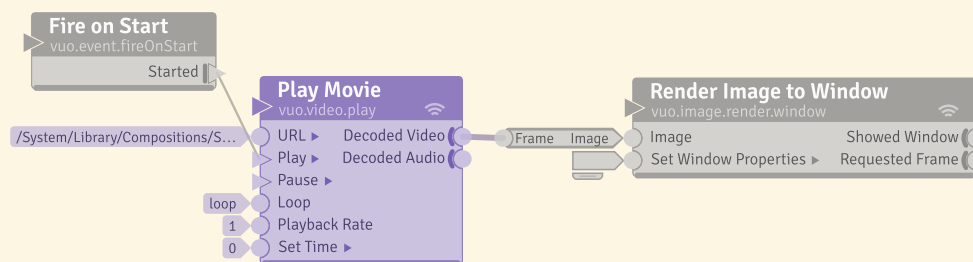 Fire on Start
vuo.event.fireOnStart
Started
Play Movie
vuo.video.play
/System/Library/Compositions/S...
URL
Decoded Video
Play
Decoded Audio
Pause
loop
Loop
1
Playback Rate
0
Set Time
Frame
Image
Render Image to Window
vuo.image.render.window
Image
Showed Window
Set Window Properties
Requested Frame